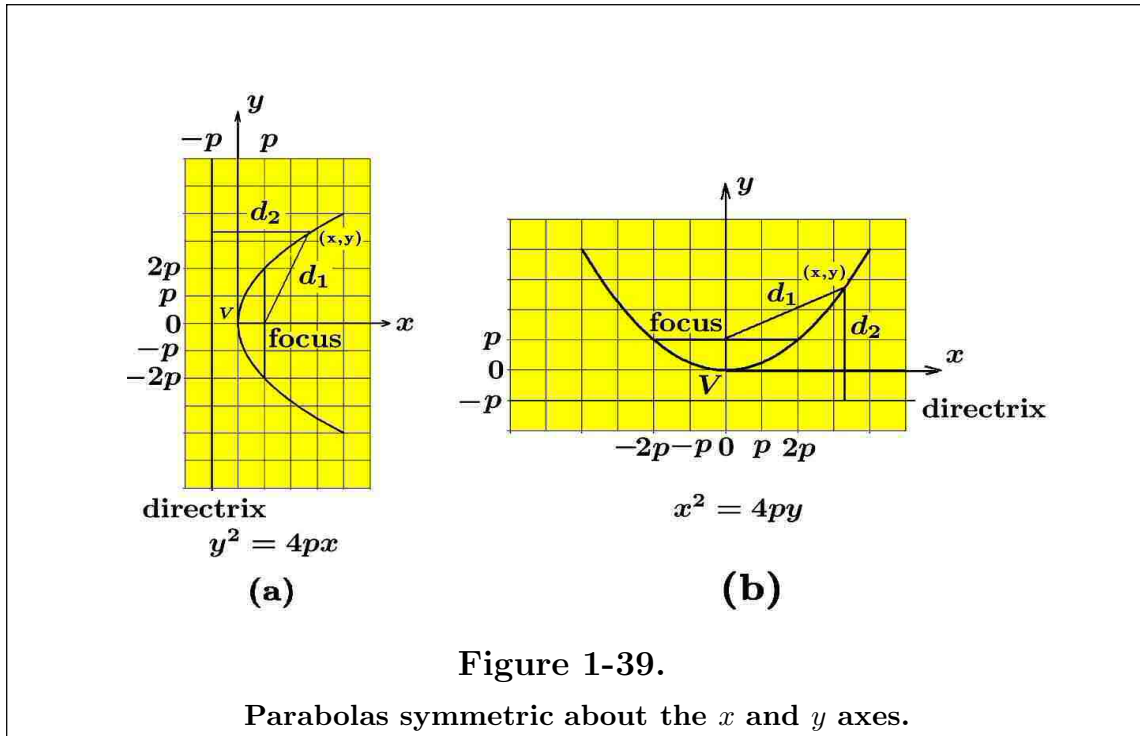 y
−p p
d₂
(x,y)
d₁
2p
p
V
0
x
focus
−p
−2p
directrix
y² = 4px
(a)
y
(x,y)
d₁
focus
d₂
p
x
0
V
−p
directrix
−2p −p 0 p 2p
x² = 4py
(b)
Figure 1-39.
Parabolas symmetric about the x and y axes.